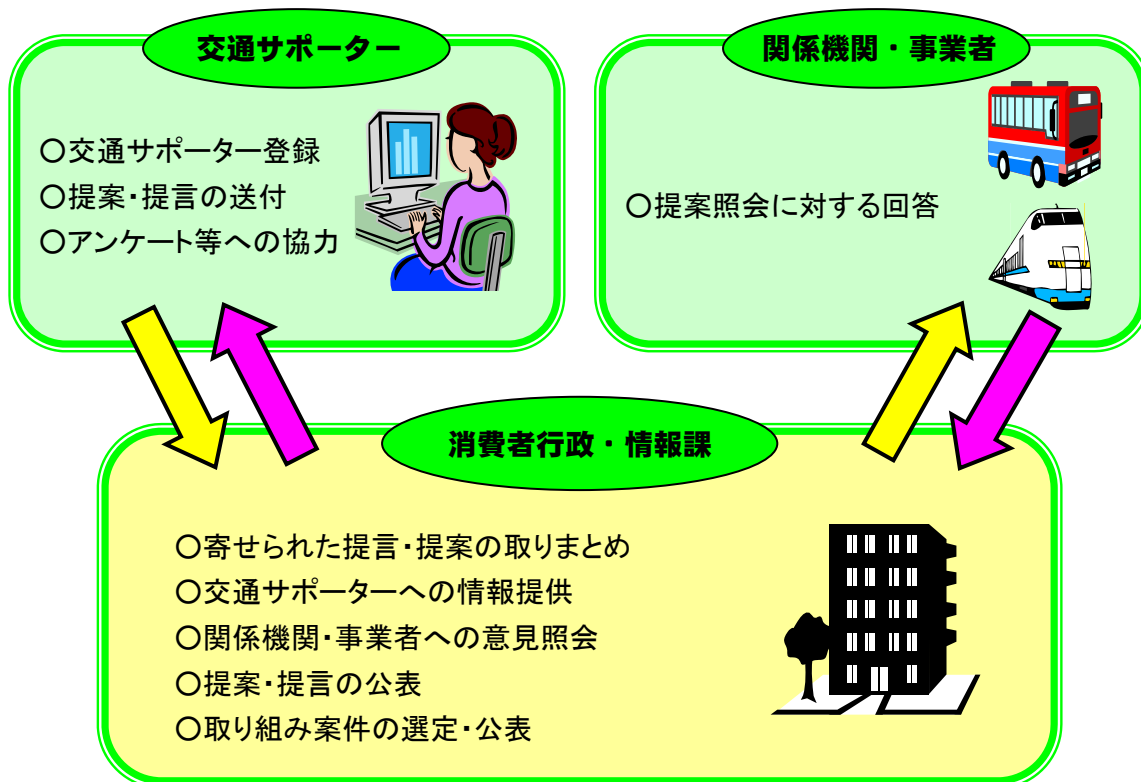 交通サポーター
○交通サポーター登録
○提案・提言の送付
○アンケート等への協力
関係機関・事業者
○提案照会に対する回答
消費者行政・情報課
○寄せられた提言・提案の取りまとめ
○交通サポーターへの情報提供
○関係機関・事業者への意見照会
○提案・提言の公表
○取り組み案件の選定・公表